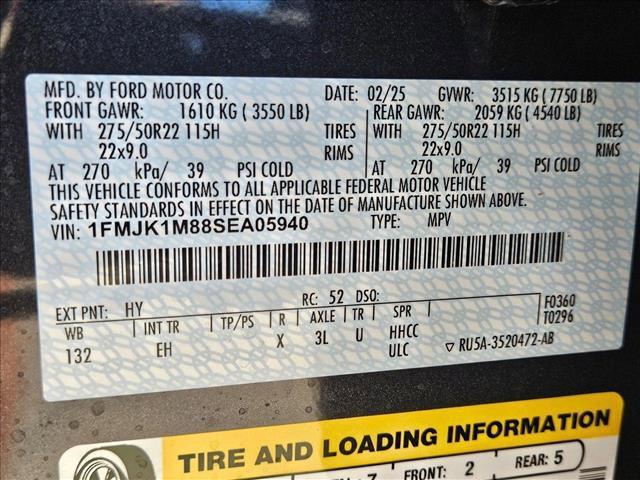 MFD. BY FORD MOTOR CO. DATE: 02/25 GVWR: 3515 KG ( 7750 LB)
FRONT GAWR: 1610 KG ( 3550 LB) REAR GAWR: 2059 KG ( 4540 LB)
WITH 275/50R22 115H TIRES WITH 275/50R22 115H TIRES
22x9.0 RIMS 22x9.0 RIMS
AT 270 kPa/ 39 PSI COLD AT 270 kPa/ 39 PSI COLD
THIS VEHICLE CONFORMS TO ALL APPLICABLE FEDERAL MOTOR VEHICLE
SAFETY STANDARDS IN EFFECT ON THE DATE OF MANUFACTURE SHOWN ABOVE.
VIN: 1FMJK1M88SEA05940 TYPE: MPV
EXT PNT: HY RC: 52 DSO: F0360
WB INT TR TP/PS R AXLE TR SPR T0296
132 EH X 3L U HHCC
ULC ▽ RU5A-3520472-AB
TIRE AND LOADING INFORMATION
7 FRONT: 2 REAR: 5